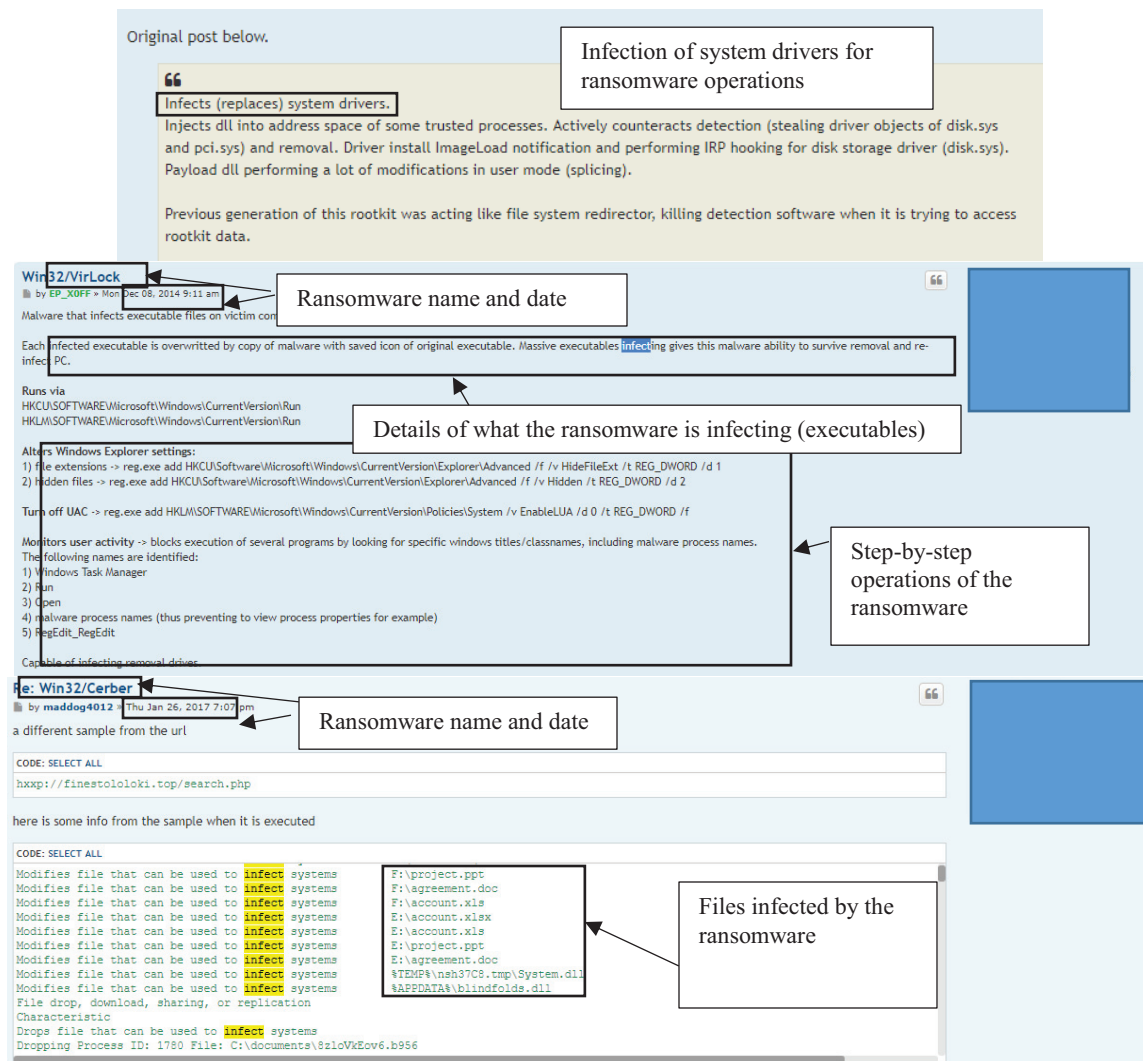 Original post below.
Infection of system drivers for
ransomware operations
Infects (replaces) system drivers.
Injects dll into address space of some trusted processes. Actively counteracts detection (stealing driver objects of disk.sys
and pci.sys) and removal. Driver install ImageLoad notification and performing IRP hooking for disk storage driver (disk.sys).
Payload dll performing a lot of modifications in user mode (splicing).
Previous generation of this rootkit was acting like file system redirector, killing detection software when it is trying to access
rootkit data.
Win32/VirLock
by EP_X0FF » Mon Dec 08, 2014 9:11 am
Ransomware name and date
Malware that infects executable files on victim com
Each infected executable is overwritted by copy of malware with saved icon of original executable. Massive executables infecting gives this malware ability to survive removal and re-
infect PC.
Runs via
HKCU\SOFTWARE\Microsoft\Windows\CurrentVersion\Run
HKLM\SOFTWARE\Microsoft\Windows\CurrentVersion\Run
Details of what the ransomware is infecting (executables)
Alters Windows Explorer settings:
1) file extensions -> reg.exe add HKCU\Software\Microsoft\Windows\CurrentVersion\Explorer\Advanced /f /v HideFileExt /t REG_DWORD /d 1
2) hidden files -> reg.exe add HKCU\Software\Microsoft\Windows\CurrentVersion\Explorer\Advanced /f /v Hidden /t REG_DWORD /d 2
Turn off UAC -> reg.exe add HKLM\SOFTWARE\Microsoft\Windows\CurrentVersion\Policies\System /v EnableLUA /d 0 /t REG_DWORD /f
Monitors user activity -> blocks execution of several programs by looking for specific windows titles/classnames, including malware process names.
The following names are identified:
1) Windows Task Manager
2) Run
3) Open
4) malware process names (thus preventing to view process properties for example)
5) RegEdit_RegEdit
Capable of infecting removal drives.
Step-by-step
operations of the
ransomware
Re: Win32/Cerber
by maddog4012 » Thu Jan 26, 2017 7:07 pm
Ransomware name and date
a different sample from the url
CODE: SELECT ALL
hxxp://finestololoki.top/search.php
here is some info from the sample when it is executed
CODE: SELECT ALL
Modifies file that can be used to infect systems F:\project.ppt
Modifies file that can be used to infect systems F:\agreement.doc
Modifies file that can be used to infect systems F:\account.xls
Modifies file that can be used to infect systems E:\account.xlsx
Modifies file that can be used to infect systems E:\account.xls
Modifies file that can be used to infect systems E:\project.ppt
Modifies file that can be used to infect systems E:\agreement.doc
Modifies file that can be used to infect systems %TEMP%\nsh37C8.tmp\System.dll
Modifies file that can be used to infect systems %APPDATA%\blindfolds.dll
File drop, download, sharing, or replication
Characteristic
Drops file that can be used to infect systems
Dropping Process ID: 1780 File: C:\documents\8zloVkEov6.b956
Files infected by the
ransomware